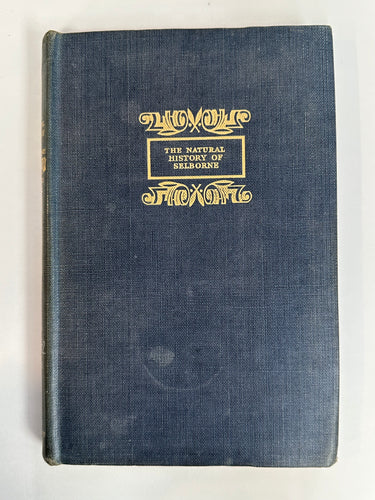 THE NATURAL
HISTORY OF
SELBORNE